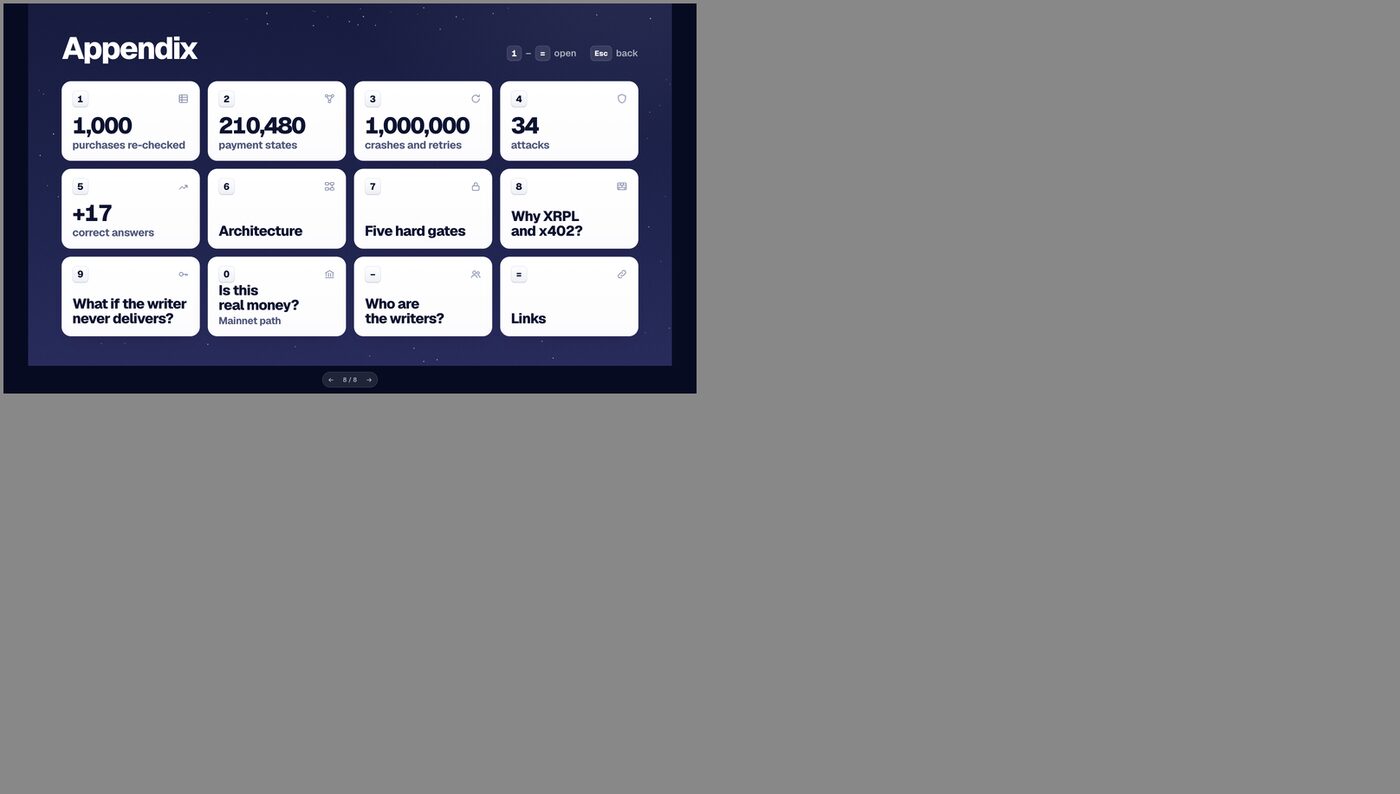 Appendix
1 – = open Esc back
1
1,000
purchases re-checked
2
210,480
payment states
3
1,000,000
crashes and retries
4
34
attacks
5
+17
correct answers
6
Architecture
7
Five hard gates
8
Why XRPL
and x402?
9
What if the writer
never delivers?
0
Is this
real money?
Mainnet path
–
Who are
the writers?
=
Links
← 8 / 8 →